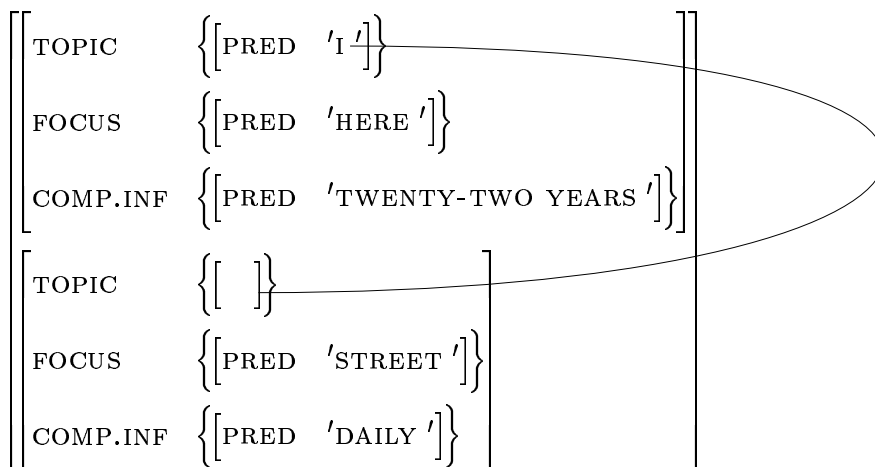 TOPIC {[PRED 'I ']}
FOCUS {[PRED 'HERE ']}
COMP.INF {[PRED 'TWENTY-TWO YEARS ']}
TOPIC {[ ]}
FOCUS {[PRED 'STREET ']}
COMP.INF {[PRED 'DAILY ']}